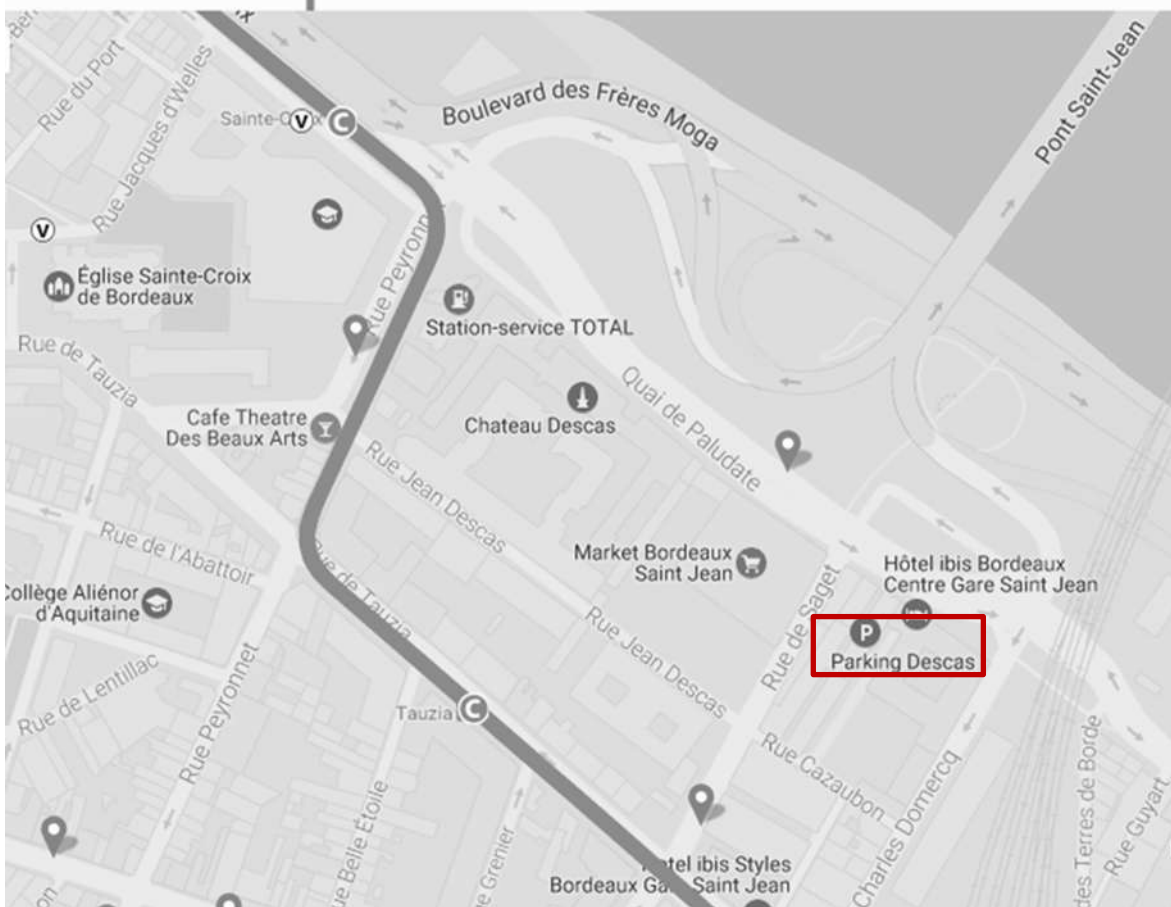 Rue du Port
Rue Jacques d'Welles
Boulevard des Frères Moga
Pont Saint-Jean
C
V
V
Église Sainte-Croix
de Bordeaux
Rue Peyronnet
Station-service TOTAL
Rue de Tauzia
Cafe Theatre
Des Beaux Arts
Chateau Descas
Quai de Paludate
Rue Jean Descas
Rue de l'Abattoir
Market Bordeaux
Saint Jean
Hôtel ibis Bordeaux
Centre Gare Saint Jean
Collège Aliénor
d'Aquitaine
Rue de Tauzia
Rue de Saget
P
Parking Descas
Rue Jean Descas
Rue de Lentillac
Rue Peyronnet
Tauzia
C
Rue Cazaubon
Charles Domercq
des Terres de Borde
Rue Guyart
Rue Belle Étoile
e Grenier
Hotel ibis Styles
Bordeaux Gare Saint Jean